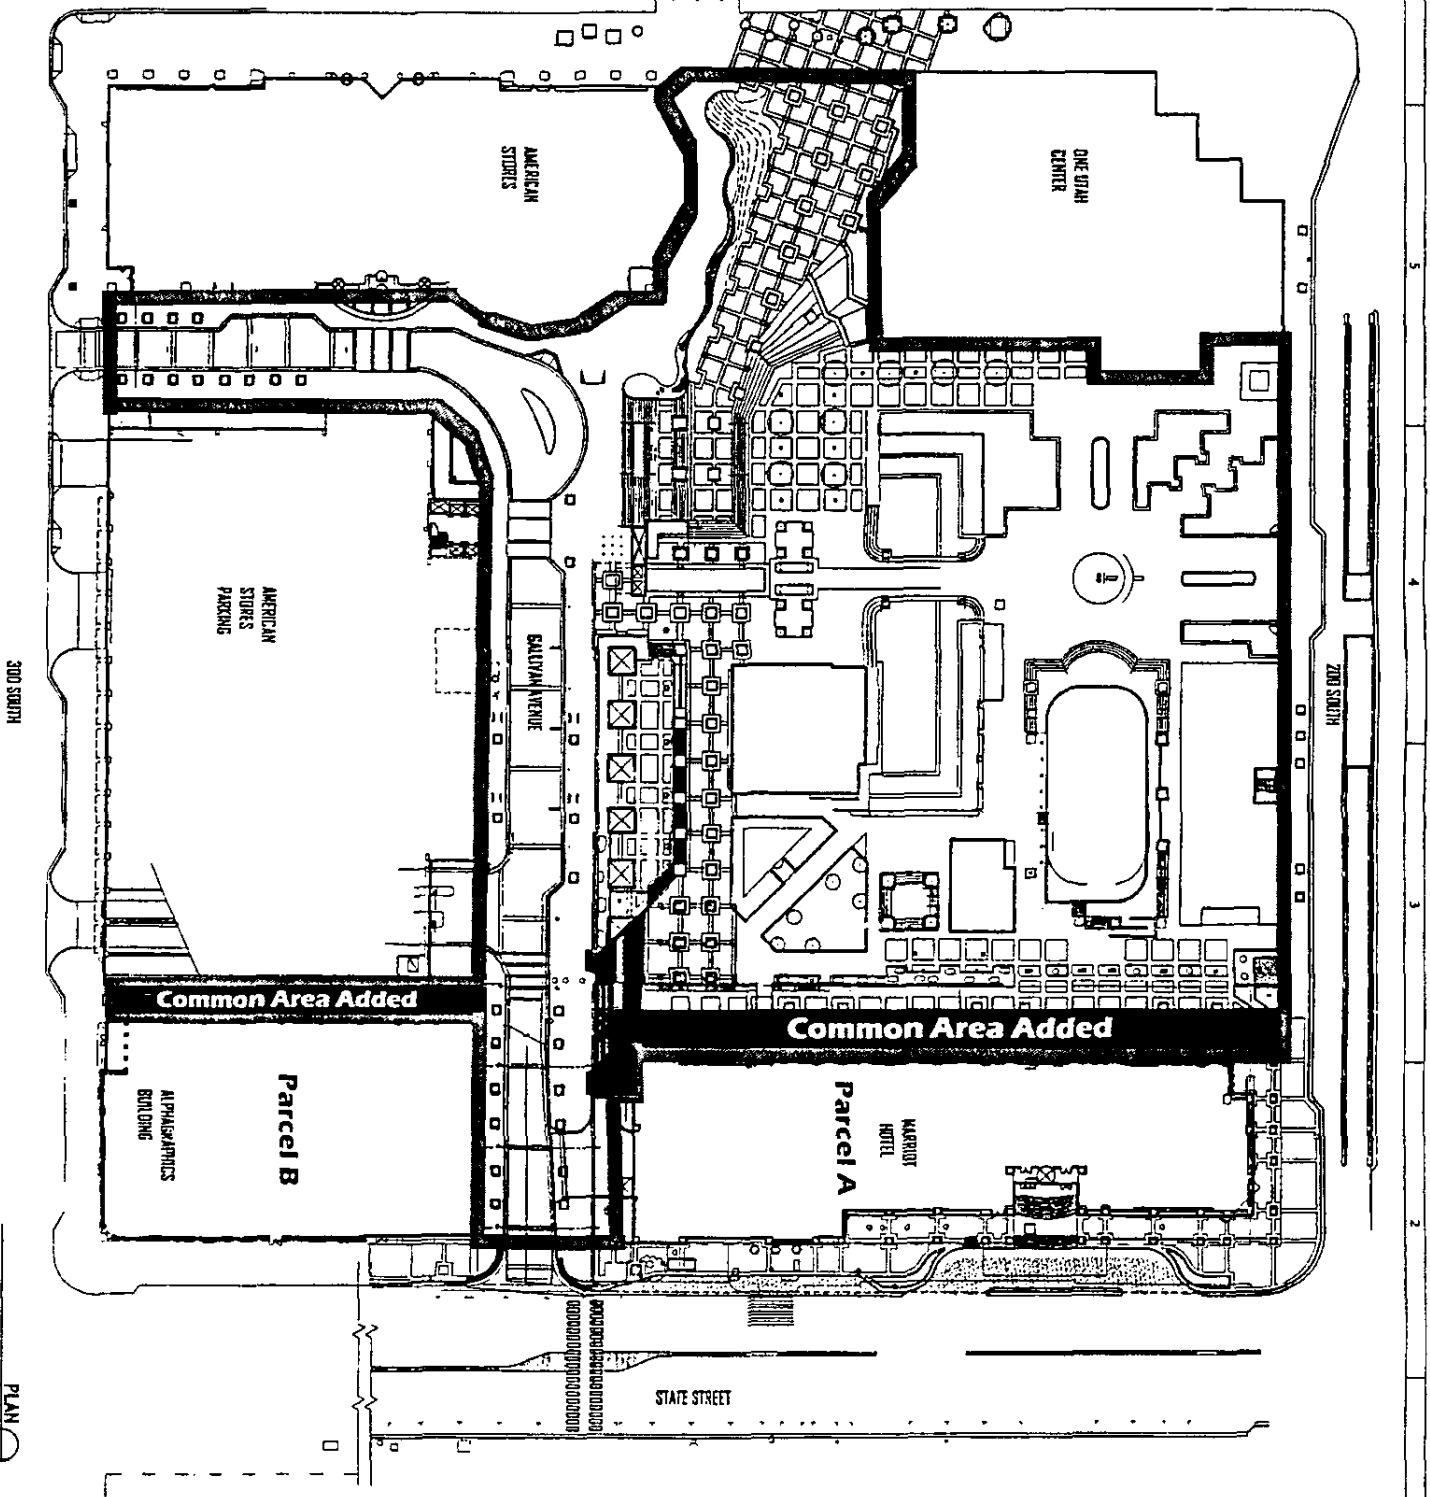 AMERICAN
STORES
ONE UTAH
CENTER
5
AMERICAN
STORES
PARKING
GALLIVAN AVENUE
4
300 SOUTH
200 SOUTH
3
Common Area Added
Common Area Added
Parcel B
ALPHAGRAPHICS
BUILDING
Parcel A
MARRIOT
HOTEL
2
STATE STREET
PLAN